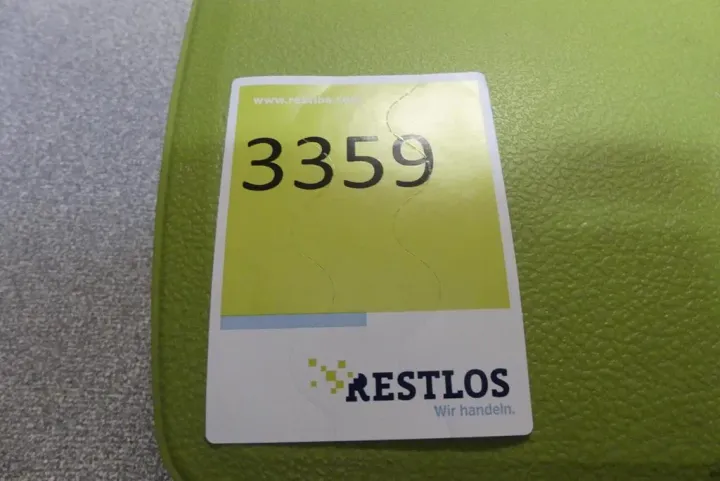 3359
RESTLOS
Wir handeln.